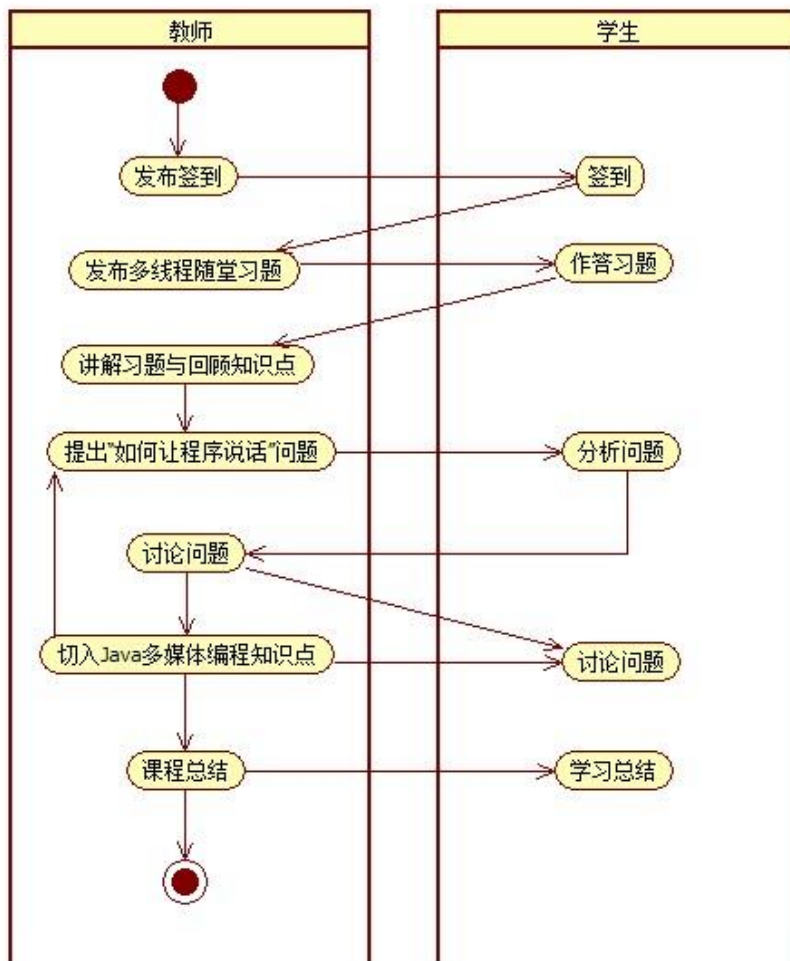 教师
学生
发布签到
签到
发布多线程随堂习题
作答习题
讲解习题与回顾知识点
提出"如何让程序说话"问题
分析问题
讨论问题
切入Java多媒体编程知识点
讨论问题
课程总结
学习总结